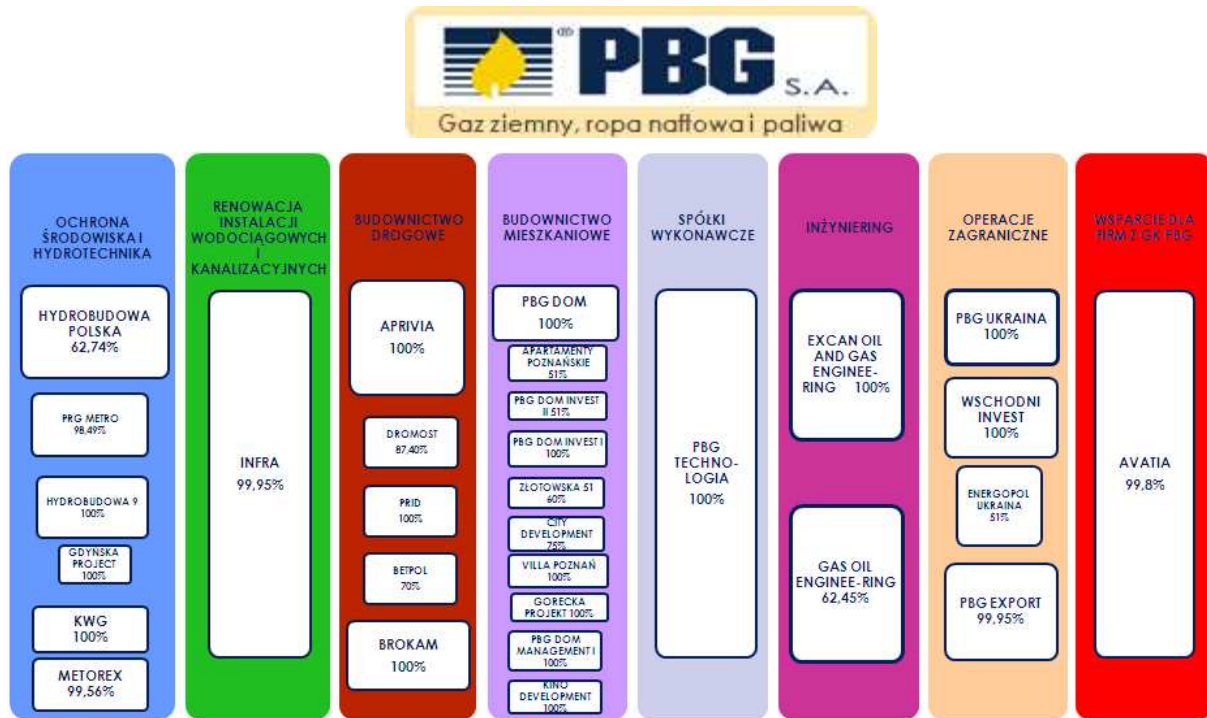 PBG S.A.
Gaz ziemny, ropa naftowa i paliwa
OCHRONA
ŚRODOWISKA I
HYDROTECHNIKA
HYDROBUDOWA
POLSKA
62,74%
PRG METRO
98,49%
HYDROBUDOWA 9
100%
GDYŃSKA
PROJECT
100%
KWG
100%
METOREX
99,56%
RENOWACJA
INSTALACJI
WODOCIĄGOWYCH
I
KANALIZACYJNYCH
INFRA
99,95%
BUDOWNICTWO
DROGOWE
APRIVIA
100%
DROMOST
87,40%
PRID
100%
BETPOL
70%
BROKAM
100%
BUDOWNICTWO
MIESZKANIOWE
PBG DOM
100%
APARTAMENTY
POZNAŃSKIE
51%
PBG DOM INVEST
II 51%
PBG DOM INVEST I
100%
ZŁOTOWSKA 51
60%
CITY
DEVELOPMENT
75%
VILLA POZNAŃ
100%
GORECKA
PROJEKT 100%
PBG DOM
MANAGEMENT I
100%
KINO
DEVELOPMENT
100%
SPÓŁKI
WYKONAWCZE
PBG
TECHNO-
LOGIA
100%
INŻYNIERING
EXCAN OIL
AND GAS
ENGINEE-
RING 100%
GAS OIL
ENGINEE-RING
62,45%
OPERACJE
ZAGRANICZNE
PBG UKRAINA
100%
WSCHODNI
INVEST
100%
ENERGOPOL
UKRAINA
51%
PBG EXPORT
99,95%
WSPARCIE DLA
FIRM Z GK PBG
AVATIA
99,8%